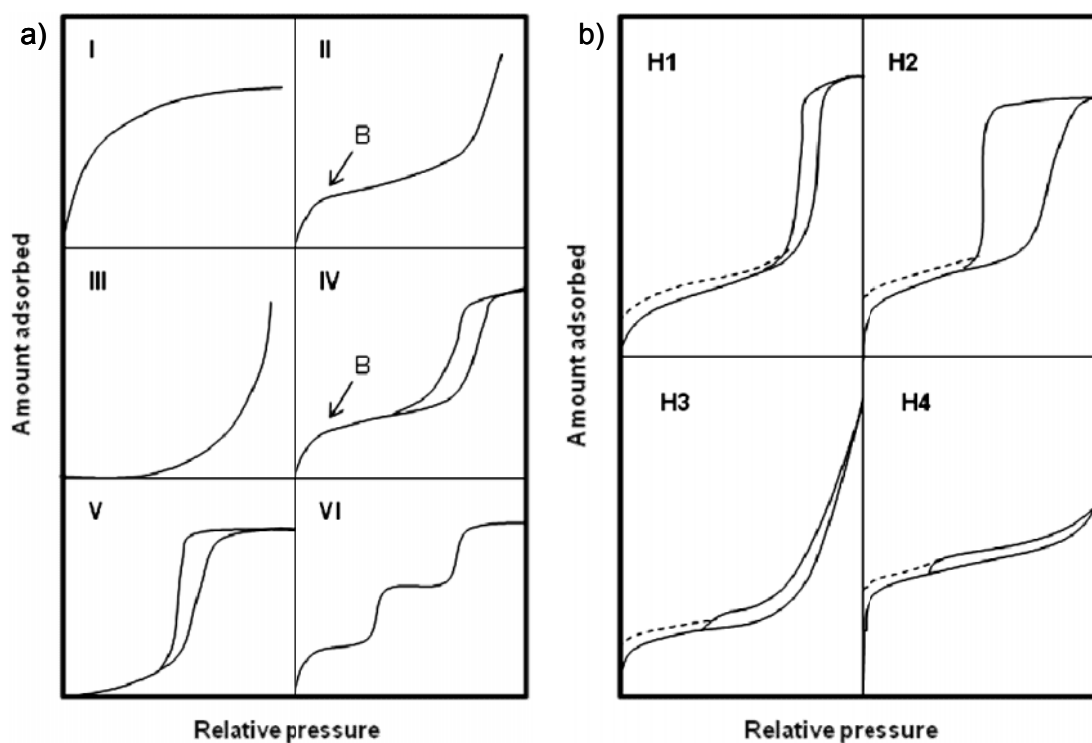 a)
I
II
B
III
IV
B
V
VI
Amount adsorbed
Relative pressure
b)
H1
H2
H3
H4
Amount adsorbed
Relative pressure